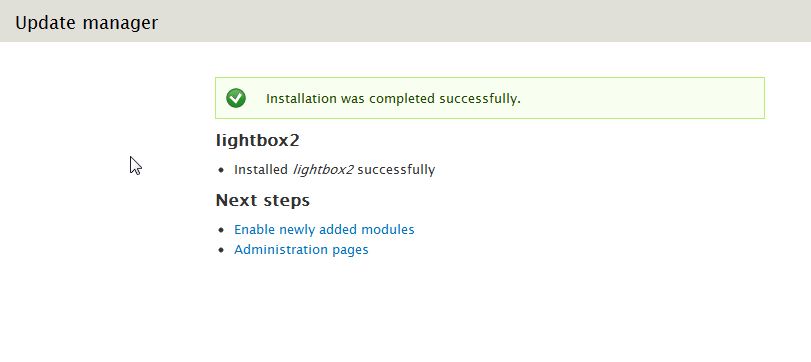 Update manager
Installation was completed successfully.
lightbox2
Installed lightbox2 successfully
Next steps
Enable newly added modules
Administration pages